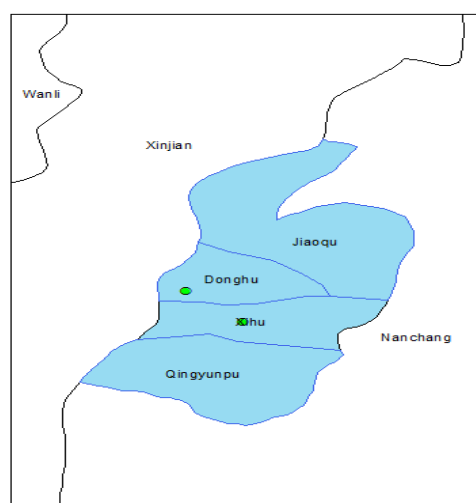 Wanli
Xinjian
Jiaoqu
Donghu
Xihu
Nanchang
Qingyunpu